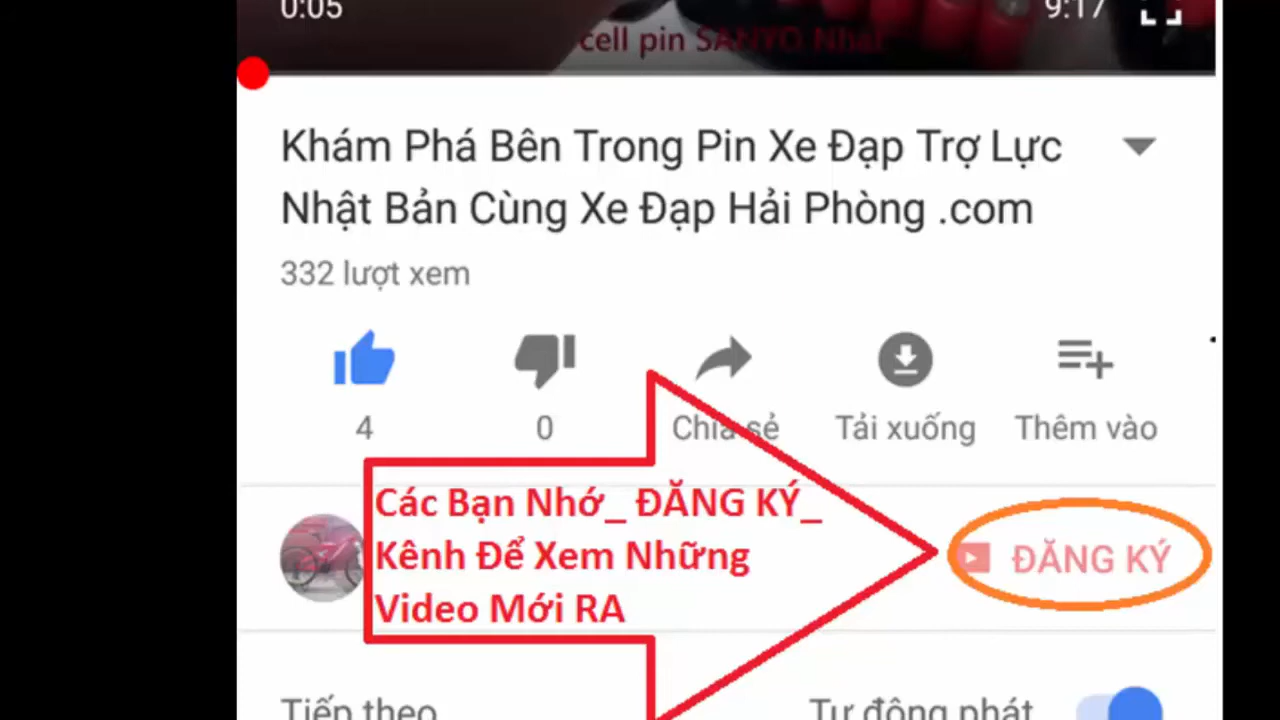 0:05
9:17
cell pin SANYO Nhật
Khám Phá Bên Trong Pin Xe Đạp Trợ Lực
Nhật Bản Cùng Xe Đạp Hải Phòng .com
332 lượt xem
4
0
Chia sẻ
Tải xuống
Thêm vào
Các Bạn Nhớ_ ĐĂNG KÝ_
Kênh Để Xem Những
Video Mới RA
ĐĂNG KÝ
Tiếp theo
Tự động phát